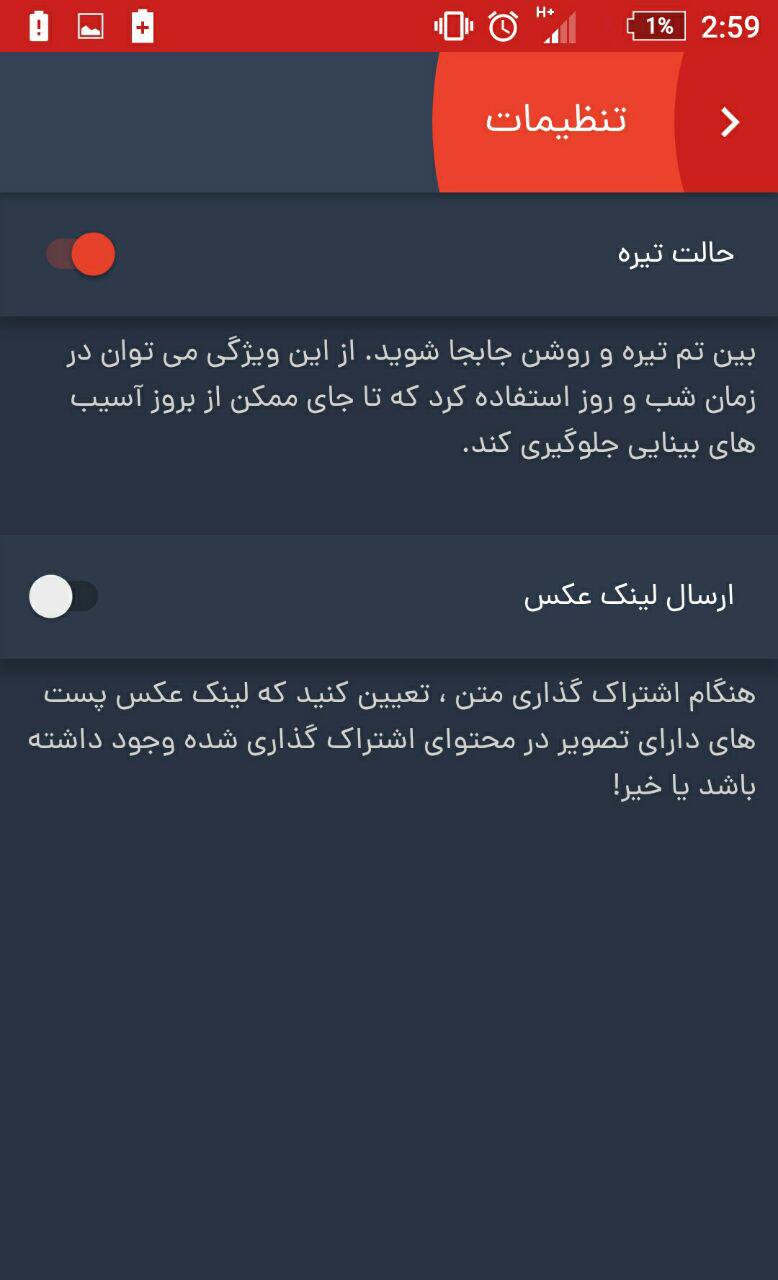 H+ 1% 2:59
تنظیمات
حالت تیره
بین تم تیره و روشن جابجا شوید. از این ویژگی می توان در
زمان شب و روز استفاده کرد که تا جای ممکن از بروز آسیب
های بینایی جلوگیری کند.
ارسال لینک عکس
هنگام اشتراک گذاری متن ، تعیین کنید که لینک عکس پست
های دارای تصویر در محتوای اشتراک گذاری شده وجود داشته
باشد یا خیر!